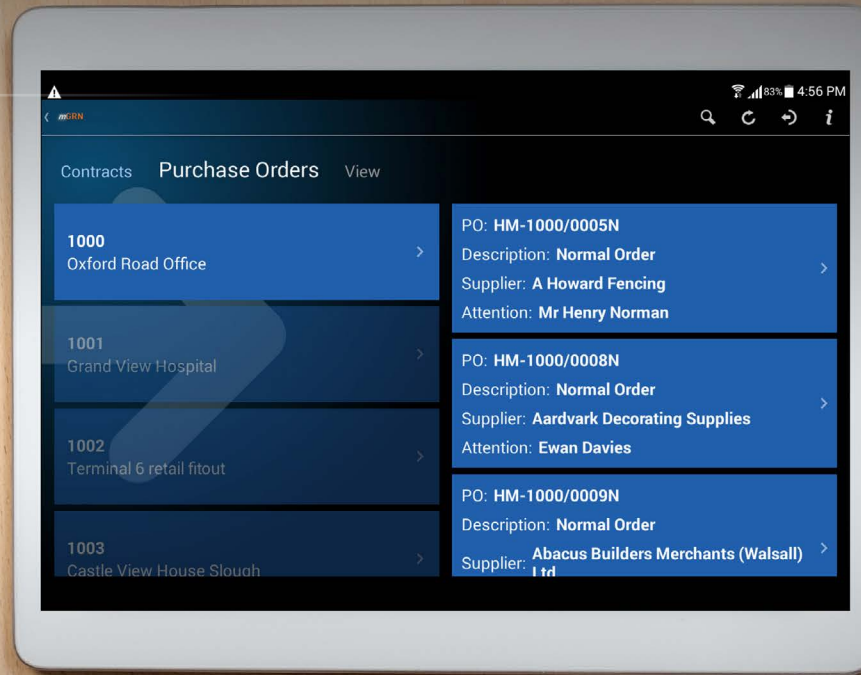 83% 4:56 PM
mGRN
Contracts Purchase Orders View
1000
Oxford Road Office
1001
Grand View Hospital
1002
Terminal 6 retail fitout
1003
Castle View House Slough
PO: HM-1000/0005N
Description: Normal Order
Supplier: A Howard Fencing
Attention: Mr Henry Norman
PO: HM-1000/0008N
Description: Normal Order
Supplier: Aardvark Decorating Supplies
Attention: Ewan Davies
PO: HM-1000/0009N
Description: Normal Order
Supplier: Abacus Builders Merchants (Walsall)
Ltd